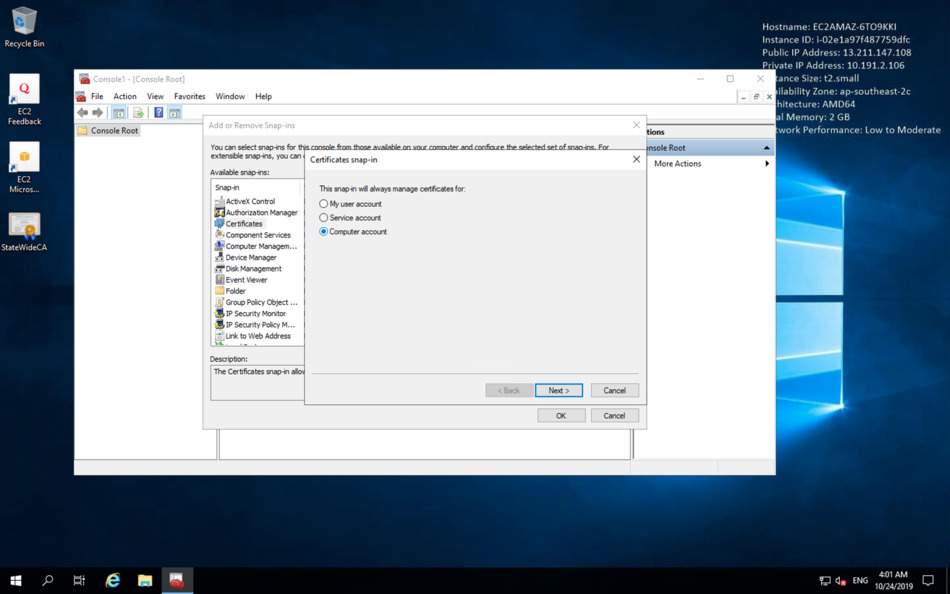 Recycle Bin
EC2
Feedback
EC2
Micros...
StateWideCA
Hostname: EC2AMAZ-6TO9KKI
Instance ID: i-02e1a97f487759dfc
Public IP Address: 13.211.147.108
Private IP Address: 10.191.2.106
stance Size: t2.small
ailability Zone: ap-southeast-2c
chitecture: AMD64
al Memory: 2 GB
twork Performance: Low to Moderate
Console1 - [Console Root]
File Action View Favorites Window Help
Console Root
tions
onsole Root
More Actions
Add or Remove Snap-ins
You can select snap-ins for this console from those available on your computer and configure the selected set of snap-ins. For
extensible snap-ins, you can
Available snap-ins:
Snap-in
ActiveX Control
Authorization Manager
Certificates
Component Services
Computer Managem...
Device Manager
Disk Management
Event Viewer
Folder
Group Policy Object ...
IP Security Monitor
IP Security Policy M...
Link to Web Address
Description:
The Certificates snap-in allow
OK Cancel
Certificates snap-in
This snap-in will always manage certificates for:
My user account
Service account
Computer account
< Back Next > Cancel
ENG
4:01 AM
10/24/2019